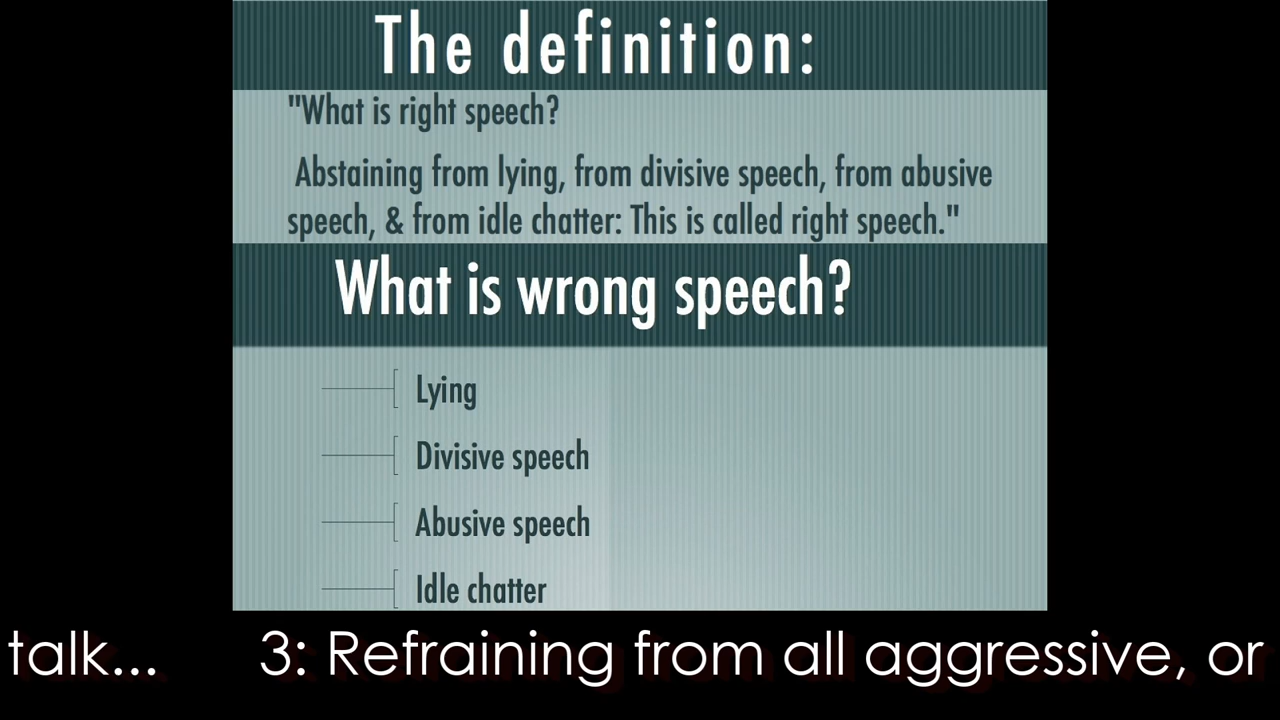 The definition:
"What is right speech?
Abstaining from lying, from divisive speech, from abusive
speech, & from idle chatter: This is called right speech."
What is wrong speech?
Lying
Divisive speech
Abusive speech
Idle chatter
talk... 3: Refraining from all aggressive, or